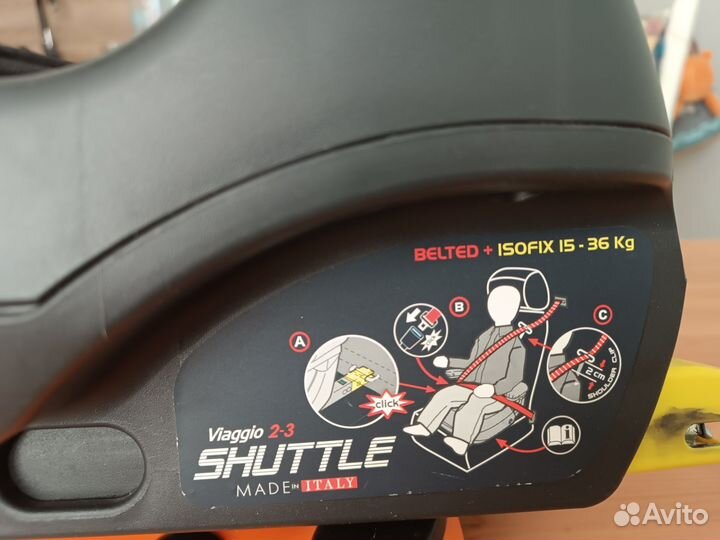 BELTED + ISOFIX 15 - 36 Kg
A
B
C
click
2 cm
SHOULDER CLIP
i
Viaggio 2-3
SHUTTLE
MADE IN ITALY
Avito